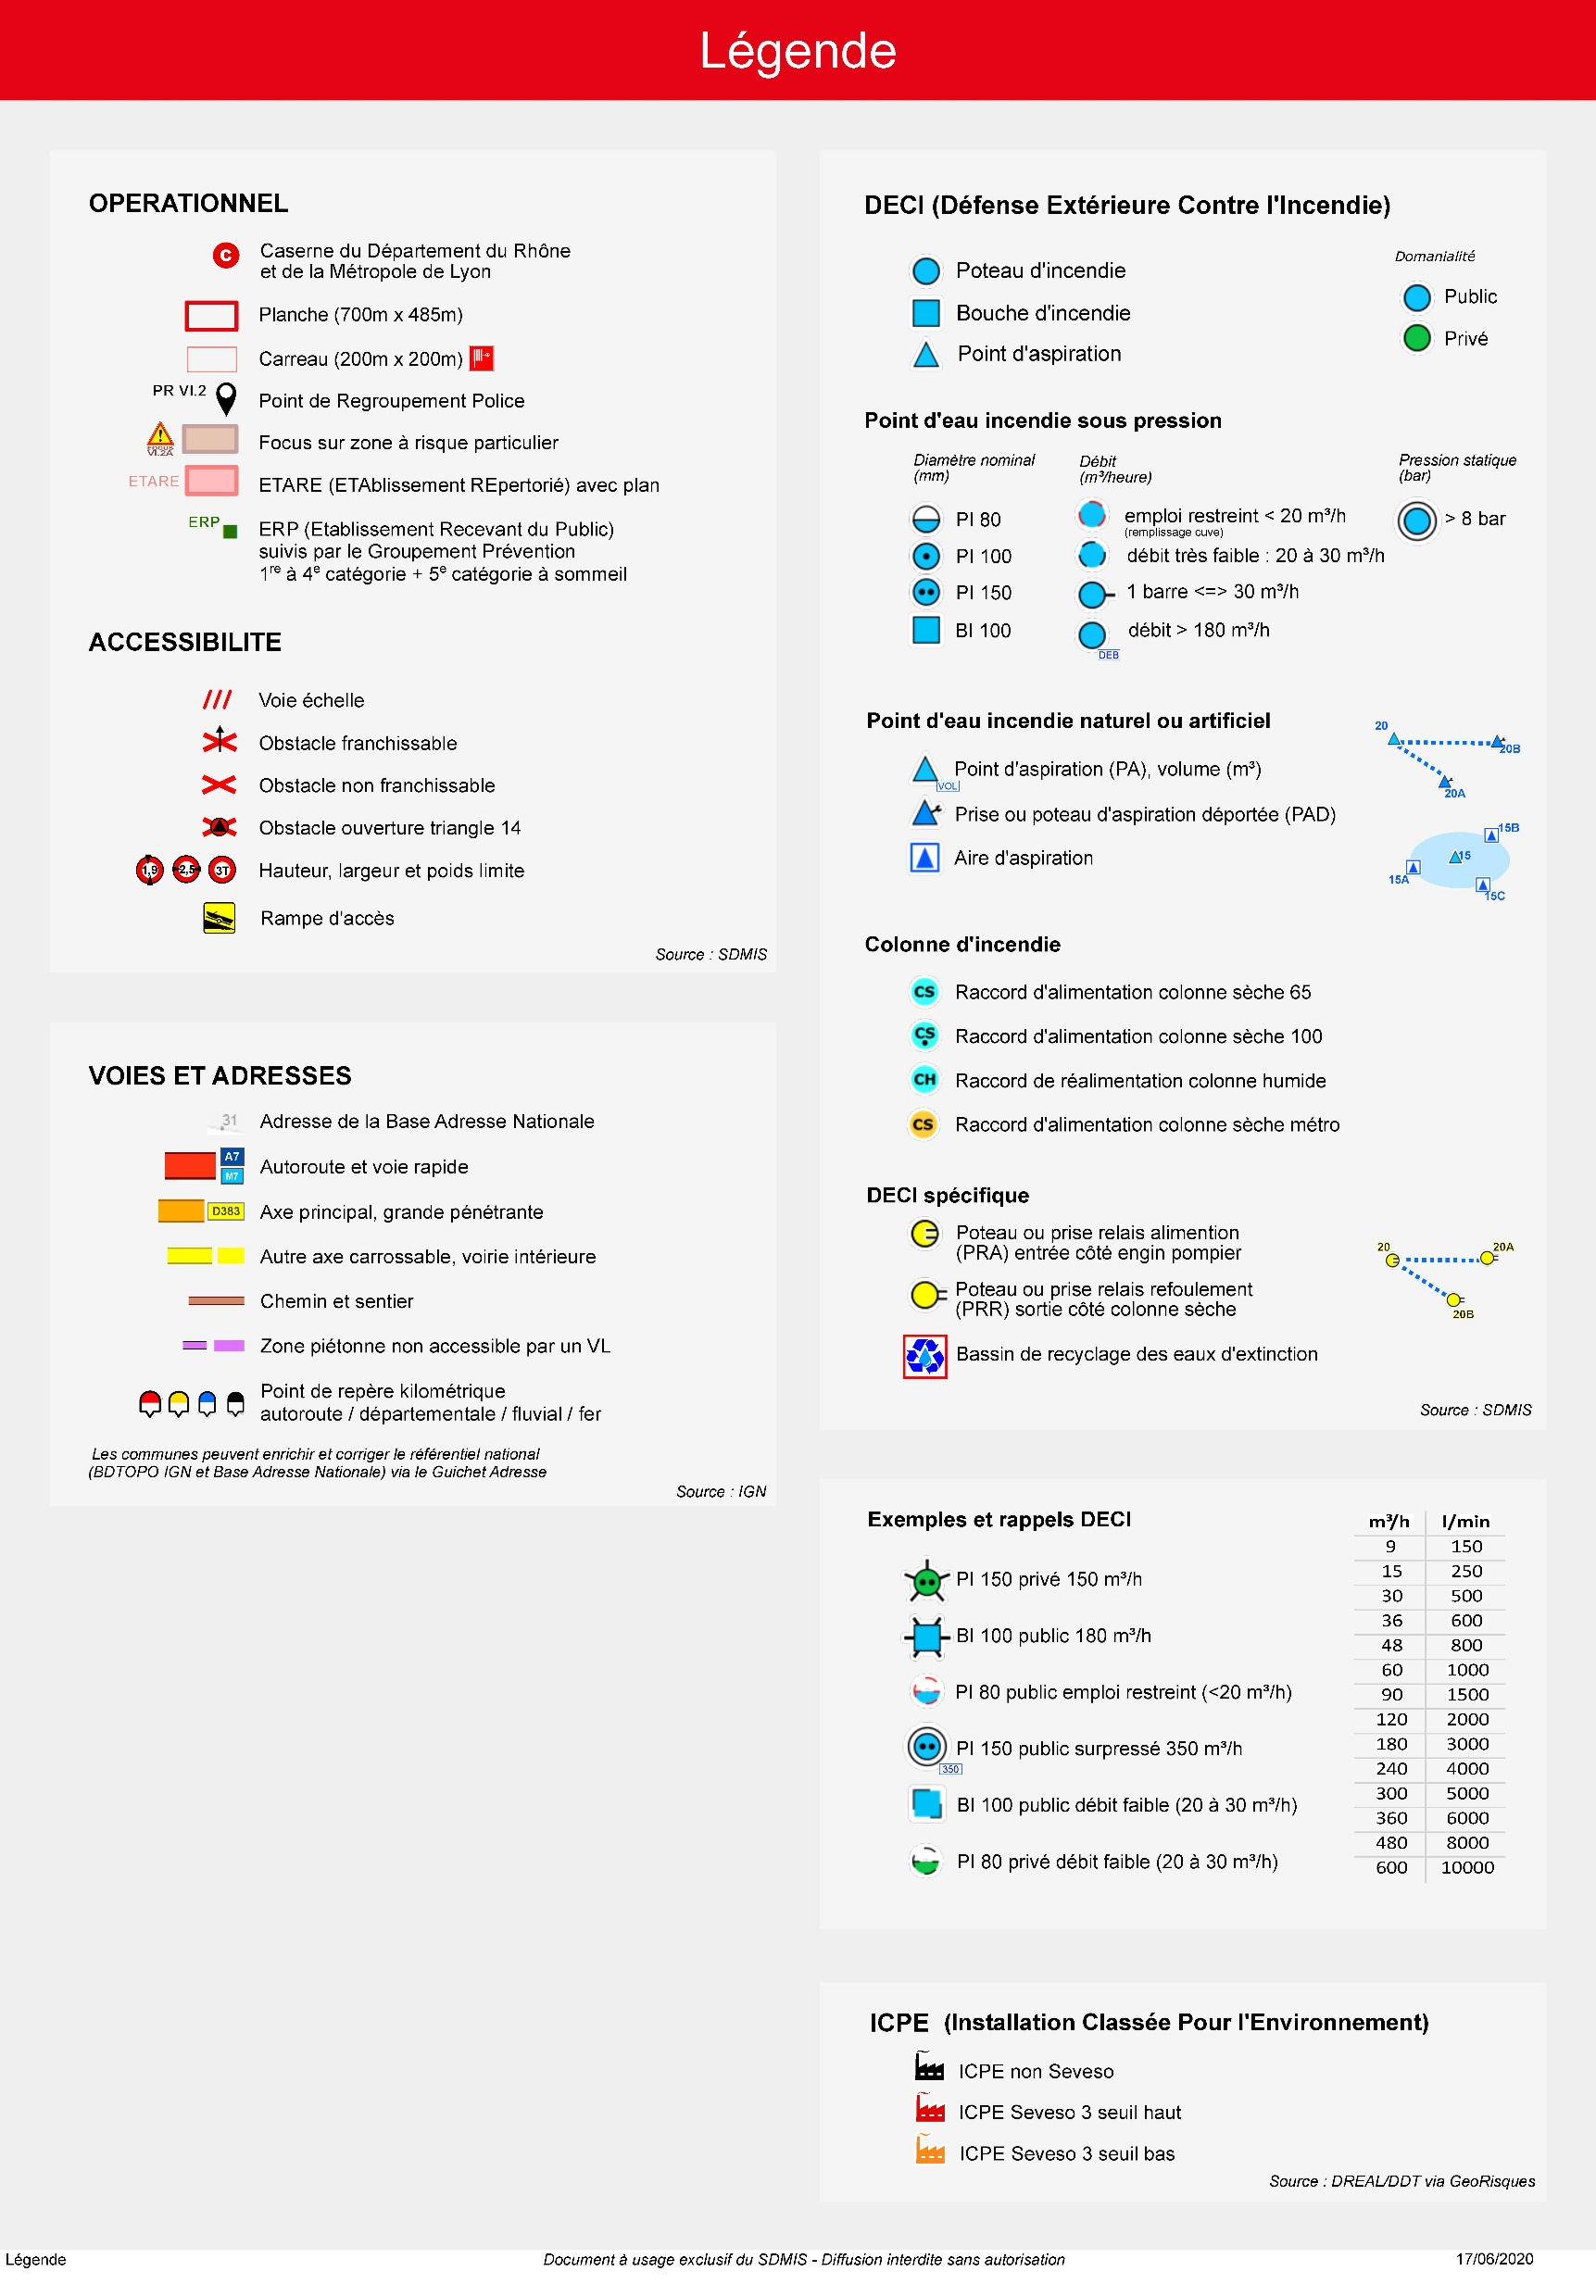 Légende
OPERATIONNEL
C
Caserne du Département du Rhône
et de la Métropole de Lyon
Planche (700m x 485m)
Carreau (200m x 200m)
PR VI.2
Point de Regroupement Police
FOCUS
VI.2A
Focus sur zone à risque particulier
ETARE
ETARE (ETAblissement REpertorié) avec plan
ERP
ERP (Etablissement Recevant du Public)
suivis par le Groupement Prévention
1re à 4e catégorie + 5e catégorie à sommeil
ACCESSIBILITE
Voie échelle
Obstacle franchissable
Obstacle non franchissable
Obstacle ouverture triangle 14
1,9 2,5 3T
Hauteur, largeur et poids limite
Rampe d'accès
Source : SDMIS
VOIES ET ADRESSES
31
Adresse de la Base Adresse Nationale
A7
M7
Autoroute et voie rapide
D383
Axe principal, grande pénétrante
Autre axe carrossable, voirie intérieure
Chemin et sentier
Zone piétonne non accessible par un VL
Point de repère kilométrique
autoroute / départementale / fluvial / fer
Les communes peuvent enrichir et corriger le référentiel national
(BDTOPO IGN et Base Adresse Nationale) via le Guichet Adresse
Source : IGN
DECI (Défense Extérieure Contre l'Incendie)
Poteau d'incendie
Bouche d'incendie
Point d'aspiration
Domanialité
Public
Privé
Point d'eau incendie sous pression
Diamètre nominal
(mm)
PI 80
PI 100
PI 150
BI 100
Débit
(m³/heure)
emploi restreint < 20 m³/h
(remplissage cuve)
débit très faible : 20 à 30 m³/h
1 barre <=> 30 m³/h
débit > 180 m³/h
DEB
Pression statique
(bar)
> 8 bar
Point d'eau incendie naturel ou artificiel
VOL
Point d'aspiration (PA), volume (m³)
Prise ou poteau d'aspiration déportée (PAD)
Aire d'aspiration
20
20B
20A
15B
15
15A
15C
Colonne d'incendie
CS
Raccord d'alimentation colonne sèche 65
CS
Raccord d'alimentation colonne sèche 100
CH
Raccord de réalimentation colonne humide
CS
Raccord d'alimentation colonne sèche métro
DECI spécifique
Poteau ou prise relais alimention
(PRA) entrée côté engin pompier
Poteau ou prise relais refoulement
(PRR) sortie côté colonne sèche
20
20A
20B
Bassin de recyclage des eaux d'extinction
Source : SDMIS
Exemples et rappels DECI
PI 150 privé 150 m³/h
BI 100 public 180 m³/h
PI 80 public emploi restreint (<20 m³/h)
PI 150 public surpressé 350 m³/h
350
BI 100 public débit faible (20 à 30 m³/h)
PI 80 privé débit faible (20 à 30 m³/h)
m³/h l/min
9 150
15 250
30 500
36 600
48 800
60 1000
90 1500
120 2000
180 3000
240 4000
300 5000
360 6000
480 8000
600 10000
ICPE (Installation Classée Pour l'Environnement)
ICPE non Seveso
ICPE Seveso 3 seuil haut
ICPE Seveso 3 seuil bas
Source : DREAL/DDT via GeoRisques
Légende
Document à usage exclusif du SDMIS - Diffusion interdite sans autorisation
17/06/2020